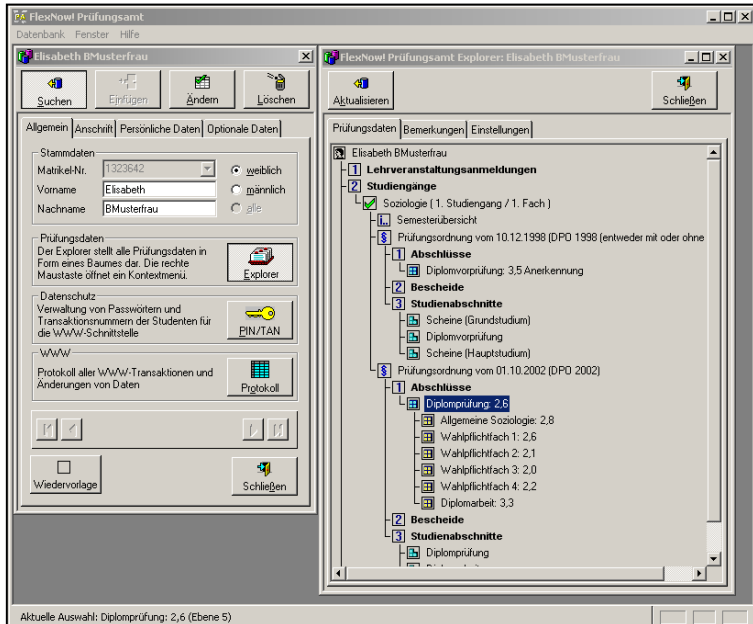 FlexNow! Prüfungsamt
Datenbank Fenster Hilfe
Elisabeth BMusterfrau
Suchen Einfügen Ändern Löschen
Allgemein Anschrift Persönliche Daten Optionale Daten
Stammdaten
Matrikel-Nr. 1323642 weiblich
Vorname Elisabeth männlich
Nachname BMusterfrau alle
Prüfungsdaten
Der Explorer stellt alle Prüfungsdaten in
Form eines Baumes dar. Die rechte
Maustaste öffnet ein Kontextmenü.
Explorer
Datenschutz
Verwaltung von Passwörtern und
Transaktionsnummern der Studenten für
die WWW-Schnittstelle
PIN/TAN
WWW
Protokoll aller WWW-Transaktionen und
Änderungen von Daten
Protokoll
Wiedervorlage
Schließen
FlexNow! Prüfungsamt Explorer: Elisabeth BMusterfrau
Aktualisieren Schließen
Prüfungsdaten Bemerkungen Einstellungen
Elisabeth BMusterfrau
1 Lehrveranstaltungsanmeldungen
2 Studiengänge
Soziologie ( 1. Studiengang / 1. Fach )
i... Semesterübersicht
§ Prüfungsordnung vom 10.12.1998 (DPO 1998 (entweder mit oder ohne
1 Abschlüsse
Diplomvorprüfung: 3,5 Anerkennung
2 Bescheide
3 Studienabschnitte
Scheine (Grundstudium)
Diplomvorprüfung
Scheine (Hauptstudium)
§ Prüfungsordnung vom 01.10.2002 (DPO 2002)
1 Abschlüsse
Diplomprüfung: 2,6
Allgemeine Soziologie: 2,8
Wahlpflichtfach 1: 2,6
Wahlpflichtfach 2: 2,1
Wahlpflichtfach 3: 2,0
Wahlpflichtfach 4: 2,2
Diplomarbeit: 3,3
2 Bescheide
3 Studienabschnitte
Diplomprüfung
Aktuelle Auswahl: Diplomprüfung: 2,6 (Ebene 5)